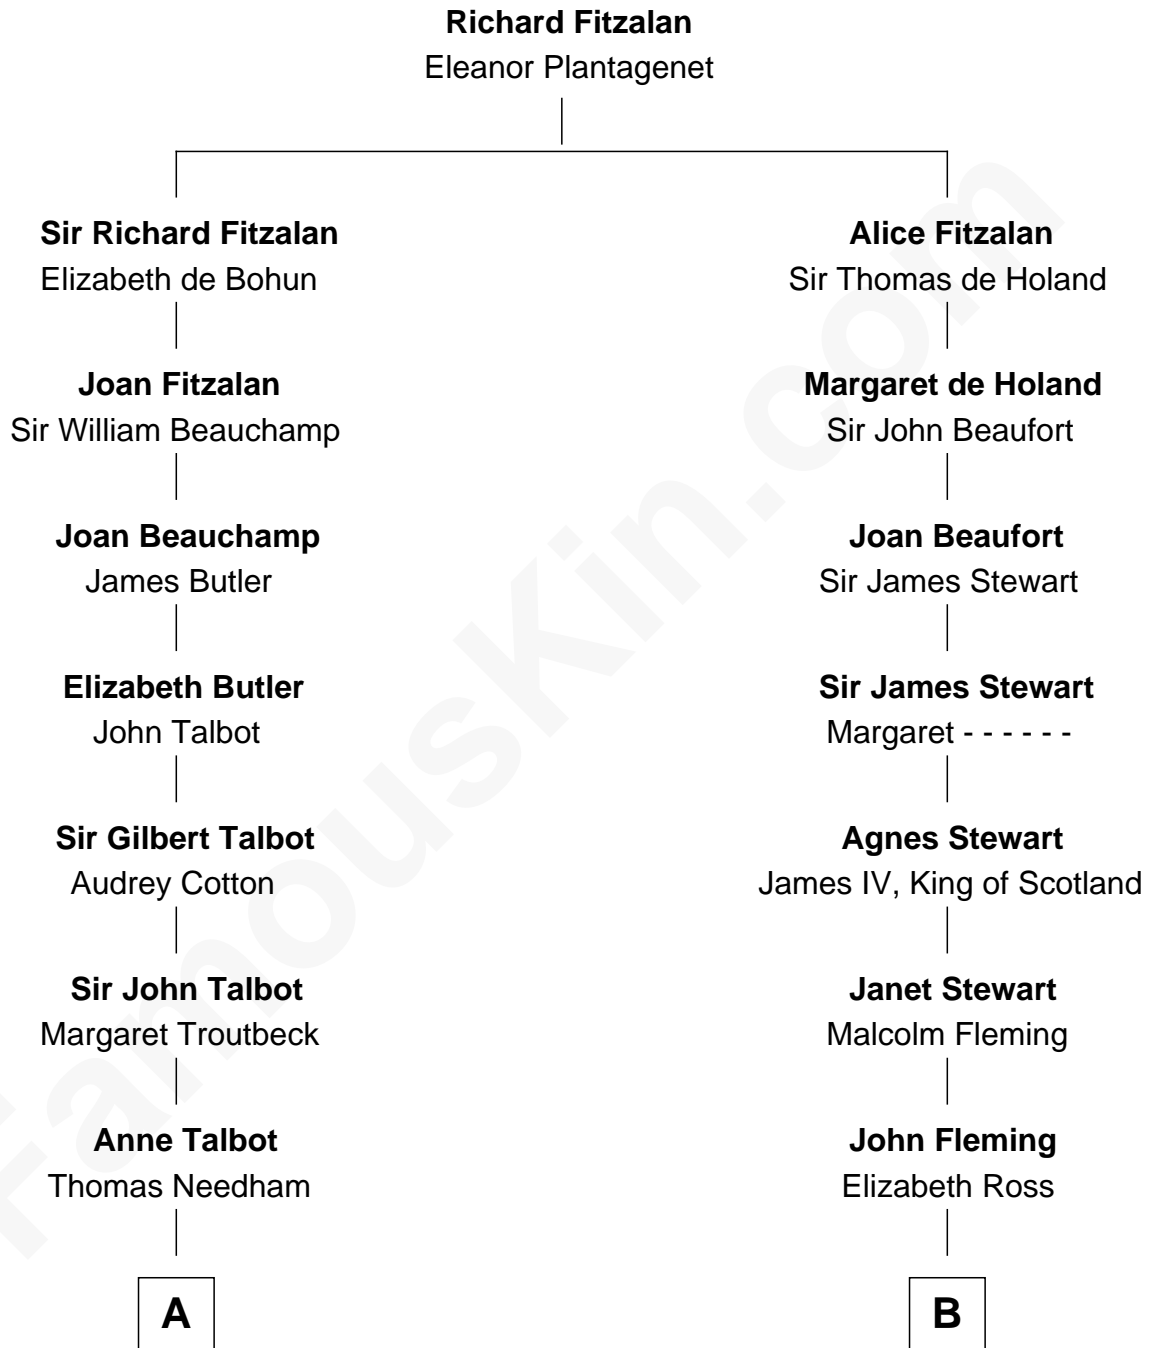 Richard Fitzalan
Eleanor Plantagenet
Sir Richard Fitzalan
Elizabeth de Bohun
Joan Fitzalan
Sir William Beauchamp
Joan Beauchamp
James Butler
Elizabeth Butler
John Talbot
Sir Gilbert Talbot
Audrey Cotton
Sir John Talbot
Margaret Troutbeck
Anne Talbot
Thomas Needham
A
Alice Fitzalan
Sir Thomas de Holand
Margaret de Holand
Sir John Beaufort
Joan Beaufort
Sir James Stewart
Sir James Stewart
Margaret - - - - - -
Agnes Stewart
James IV, King of Scotland
Janet Stewart
Malcolm Fleming
John Fleming
Elizabeth Ross
B
FamousKin.com